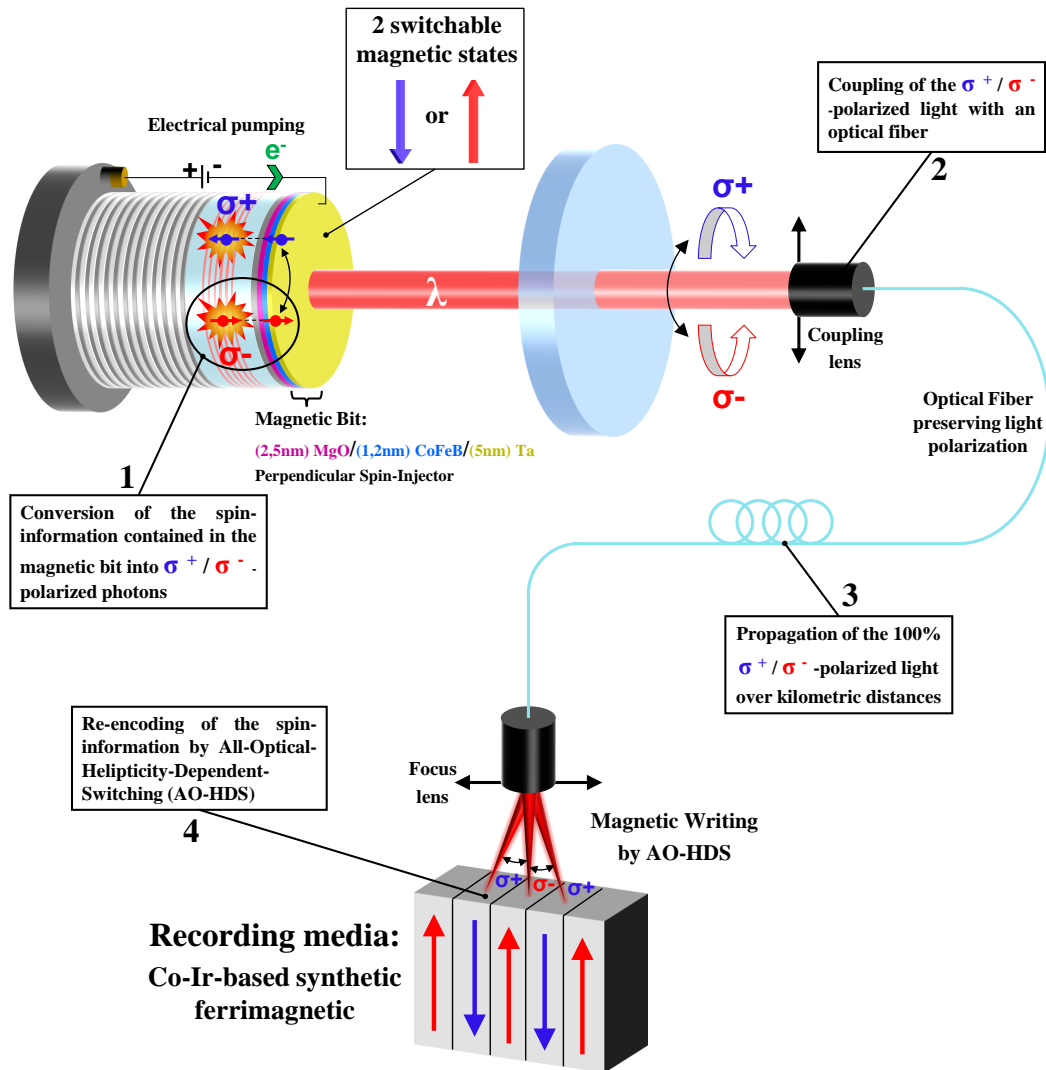 2 switchable
magnetic states
or
Electrical pumping
e-
+ -
σ+
σ-
λ
σ+
σ-
Coupling of the σ + / σ -
-polarized light with an
optical fiber
2
Coupling
lens
Optical Fiber
preserving light
polarization
Magnetic Bit:
(2,5nm) MgO/(1,2nm) CoFeB/(5nm) Ta
Perpendicular Spin-Injector
1
Conversion of the spin-
information contained in the
magnetic bit into σ + / σ - -
polarized photons
3
Propagation of the 100%
σ + / σ - -polarized light
over kilometric distances
Re-encoding of the spin-
information by All-Optical-
Helipticity-Dependent-
Switching (AO-HDS)
4
Focus
lens
Magnetic Writing
by AO-HDS
σ+ σ- σ+
Recording media:
Co-Ir-based synthetic
ferrimagnetic